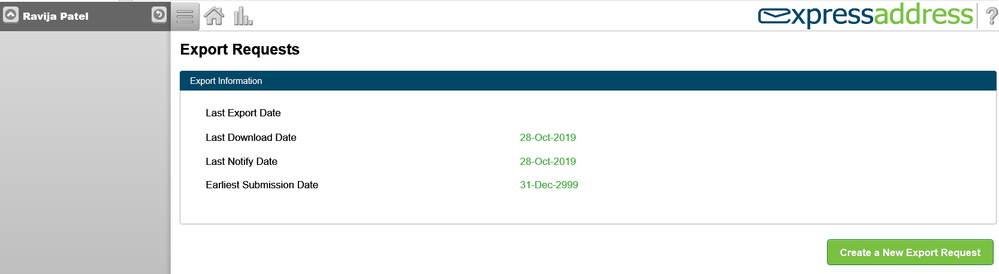 Ravija Patel
expressaddress
?
Export Requests
Export Information
Last Export Date
Last Download Date 28-Oct-2019
Last Notify Date 28-Oct-2019
Earliest Submission Date 31-Dec-2999
Create a New Export Request